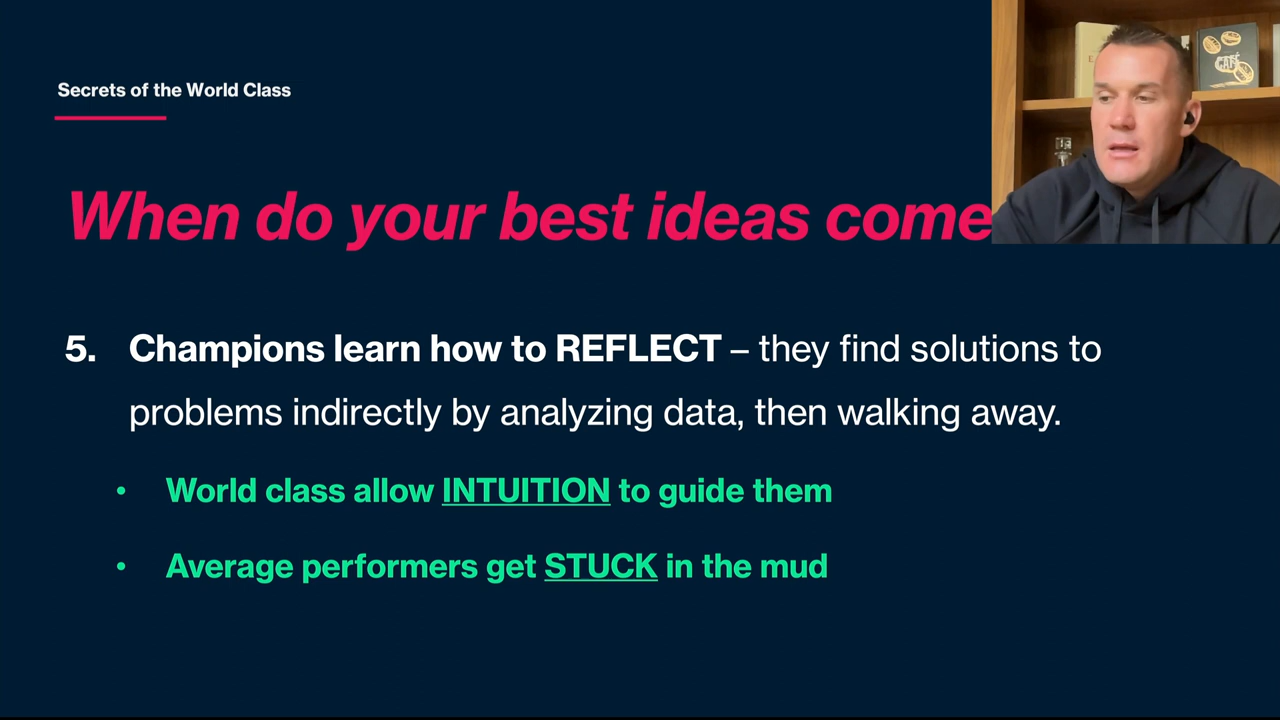 Secrets of the World Class
When do your best ideas come
5. Champions learn how to REFLECT – they find solutions to
problems indirectly by analyzing data, then walking away.
• World class allow INTUITION to guide them
• Average performers get STUCK in the mud